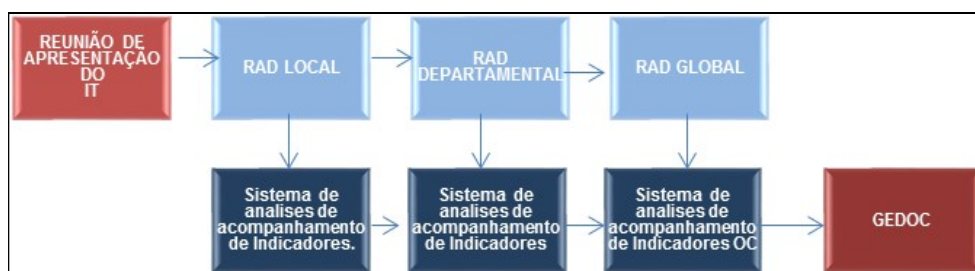 REUNIÃO DE
APRESENTAÇÃO
DO
IT
RAD LOCAL
RAD
DEPARTAMENTAL
RAD GLOBAL
Sistema de
analises de
acompanhamento
de Indicadores.
Sistema de
analises de
acompanhamento
de Indicadores
Sistema de
analises de
acompanhamento
de Indicadores OC
GEDOC